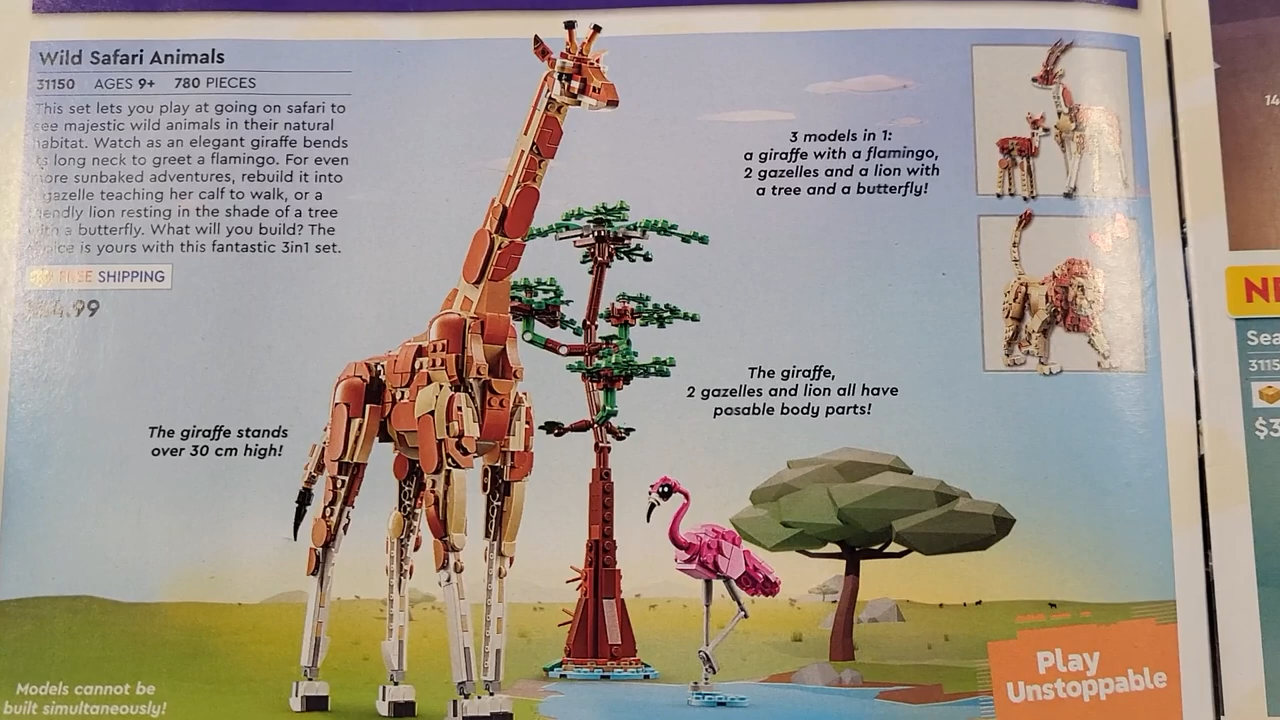 Wild Safari Animals
31150 AGES 9+ 780 PIECES
This set lets you play at going on safari to
see majestic wild animals in their natural
habitat. Watch as an elegant giraffe bends
its long neck to greet a flamingo. For even
more sunbaked adventures, rebuild it into
gazelle teaching her calf to walk, or a
friendly lion resting in the shade of a tree
with a butterfly. What will you build? The
choice is yours with this fantastic 3in1 set.
FREE SHIPPING
3 models in 1:
a giraffe with a flamingo,
2 gazelles and a lion with
a tree and a butterfly!
The giraffe,
2 gazelles and lion all have
posable body parts!
The giraffe stands
over 30 cm high!
Models cannot be
built simultaneously!
Play
Unstoppable
14
Sea